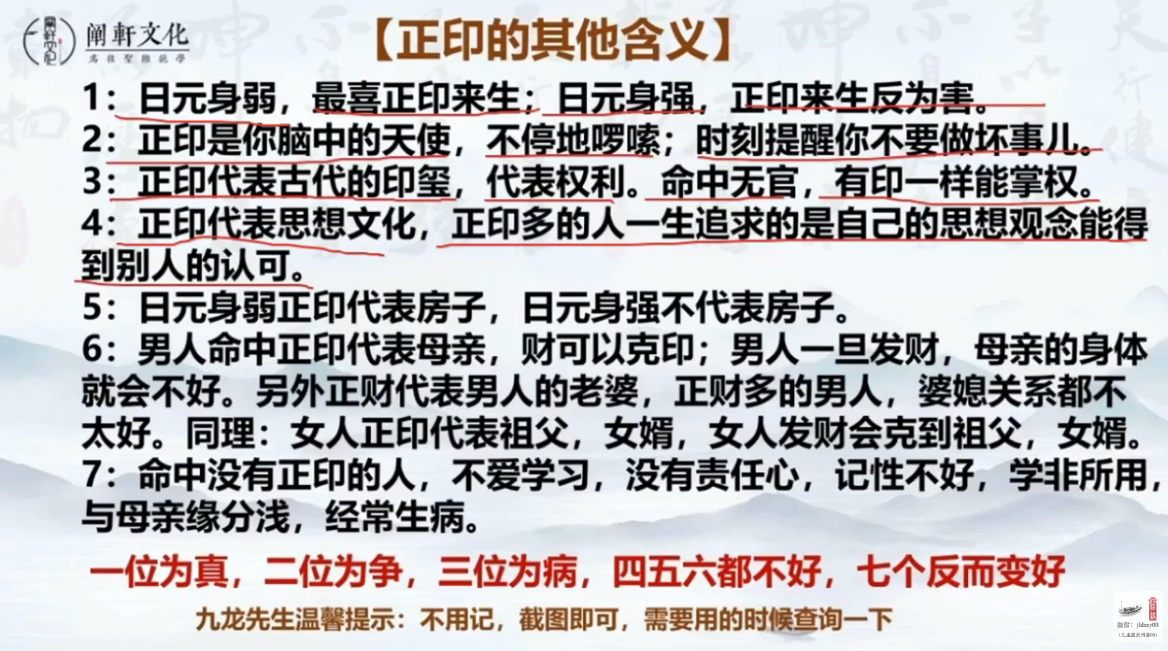 闡軒文化
【正印的其他含义】
1：日元身弱，最喜正印来生；日元身强，正印来生反为害。
2：正印是你脑中的天使，不停地啰嗦；时刻提醒你不要做坏事儿。
3：正印代表古代的印玺，代表权利。命中无官，有印一样能掌权。
4：正印代表思想文化，正印多的人一生追求的是自己的思想观念能得
到别人的认可。
5：日元身弱正印代表房子，日元身强不代表房子。
6：男人命中正印代表母亲，财可以克印；男人一旦发财，母亲的身体
就会不好。另外正财代表男人的老婆，正财多的男人，婆媳关系都不
太好。同理：女人正印代表祖父，女婿，女人发财会克到祖父，女婿。
7：命中没有正印的人，不爱学习，没有责任心，记性不好，学非所用，
与母亲缘分浅，经常生病。
一位为真，二位为争，三位为病，四五六都不好，七个反而变好
九龙先生温馨提示：不用记，截图即可，需要用的时候查询一下